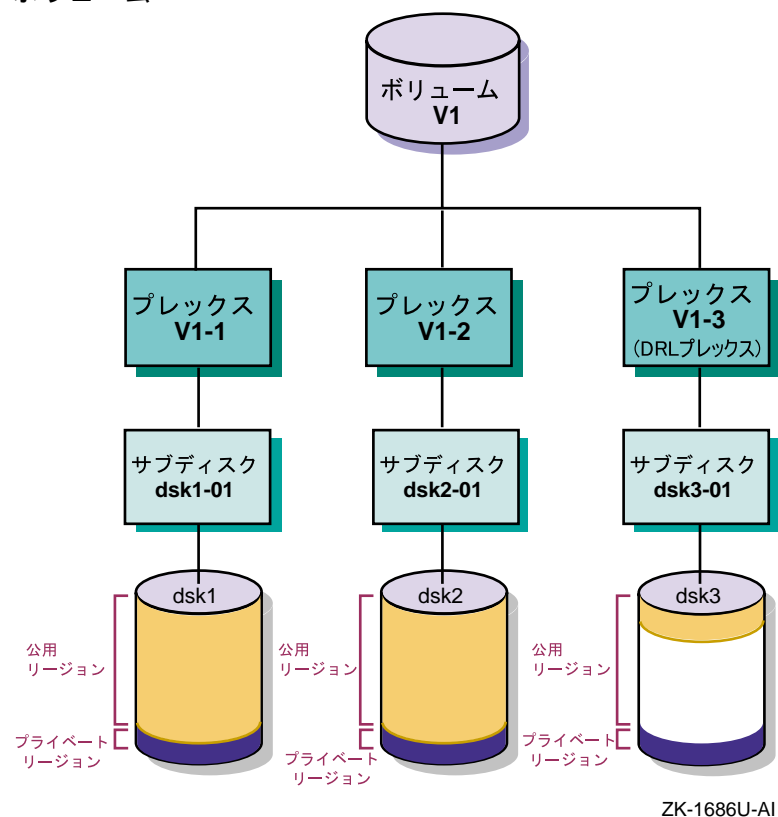 ボリューム
V1
プレックス
V1-1
プレックス
V1-2
プレックス
V1-3
(DRLプレックス)
サブディスク
dsk1-01
サブディスク
dsk2-01
サブディスク
dsk3-01
dsk1
dsk2
dsk3
公用
リージョン
公用
リージョン
公用
リージョン
プライベート
リージョン
プライベート
リージョン
プライベート
リージョン
ZK-1686U-AI